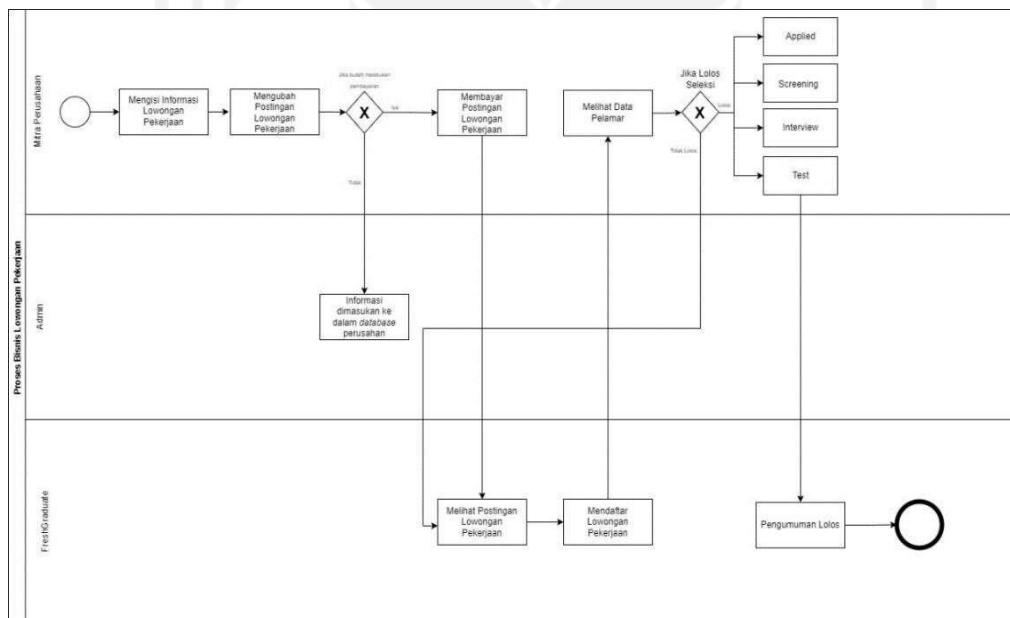 Proses Bisnis Lowongan Pekerjaan
Mitra Perusahaan
Mengisi Informasi
Lowongan
Pekerjaan
Mengubah
Postingan
Lowongan
Pekerjaan
Jika sudah melakukan
pembayaran
X
Ya
Tidak
Membayar
Postingan
Lowongan
Pekerjaan
Melihat Data
Pelamar
Jika Lolos
Seleksi
X
Lolos
Tidak Lolos
Applied
Screening
Interview
Test
Admin
Informasi
dimasukan ke
dalam database
perusahan
FreshGraduate
Melihat Postingan
Lowongan
Pekerjaan
Mendaftar
Lowongan
Pekerjaan
Pengumuman Lolos